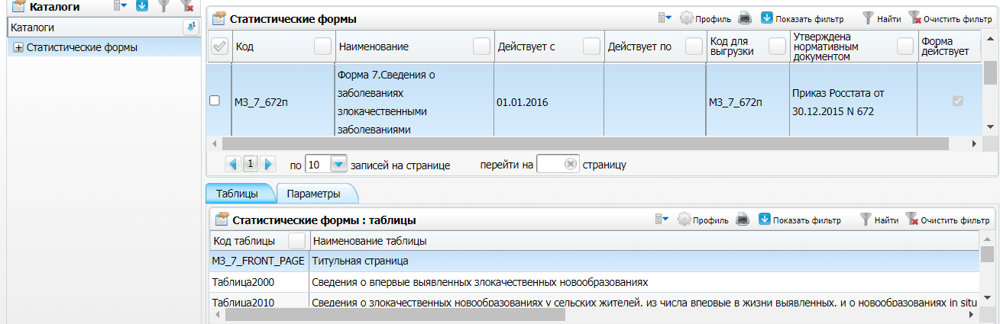 Каталоги
Каталоги
Статистические формы
Статистические формы
Профиль
Показать фильтр
Найти
Очистить фильтр
Код
Наименование
Действует с
Действует по
Код для
выгрузки
Утверждена
нормативным
документом
Форма
действует
МЗ_7_672п
Форма 7.Сведения о
заболеваниях
злокачественными
заболеваниями
01.01.2016
МЗ_7_672п
Приказ Росстата от
30.12.2015 N 672
1
по 10 записей на странице
перейти на
страницу
Таблицы
Параметры
Статистические формы : таблицы
Профиль
Показать фильтр
Найти
Очистить фильтр
Код таблицы
Наименование таблицы
МЗ_7_FRONT_PAGE
Титульная страница
Таблица2000
Сведения о впервые выявленных злокачественных новообразованиях
Таблица2010
Сведения о злокачественных новообразованиях у сельских жителей, из числа впервые в жизни выявленных, и о новообразованиях in situ